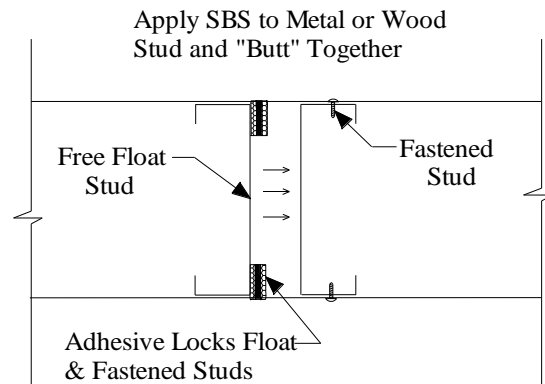 Apply SBS to Metal or Wood
Stud and "Butt" Together
Free Float
Stud
Fastened
Stud
Adhesive Locks Float
& Fastened Studs